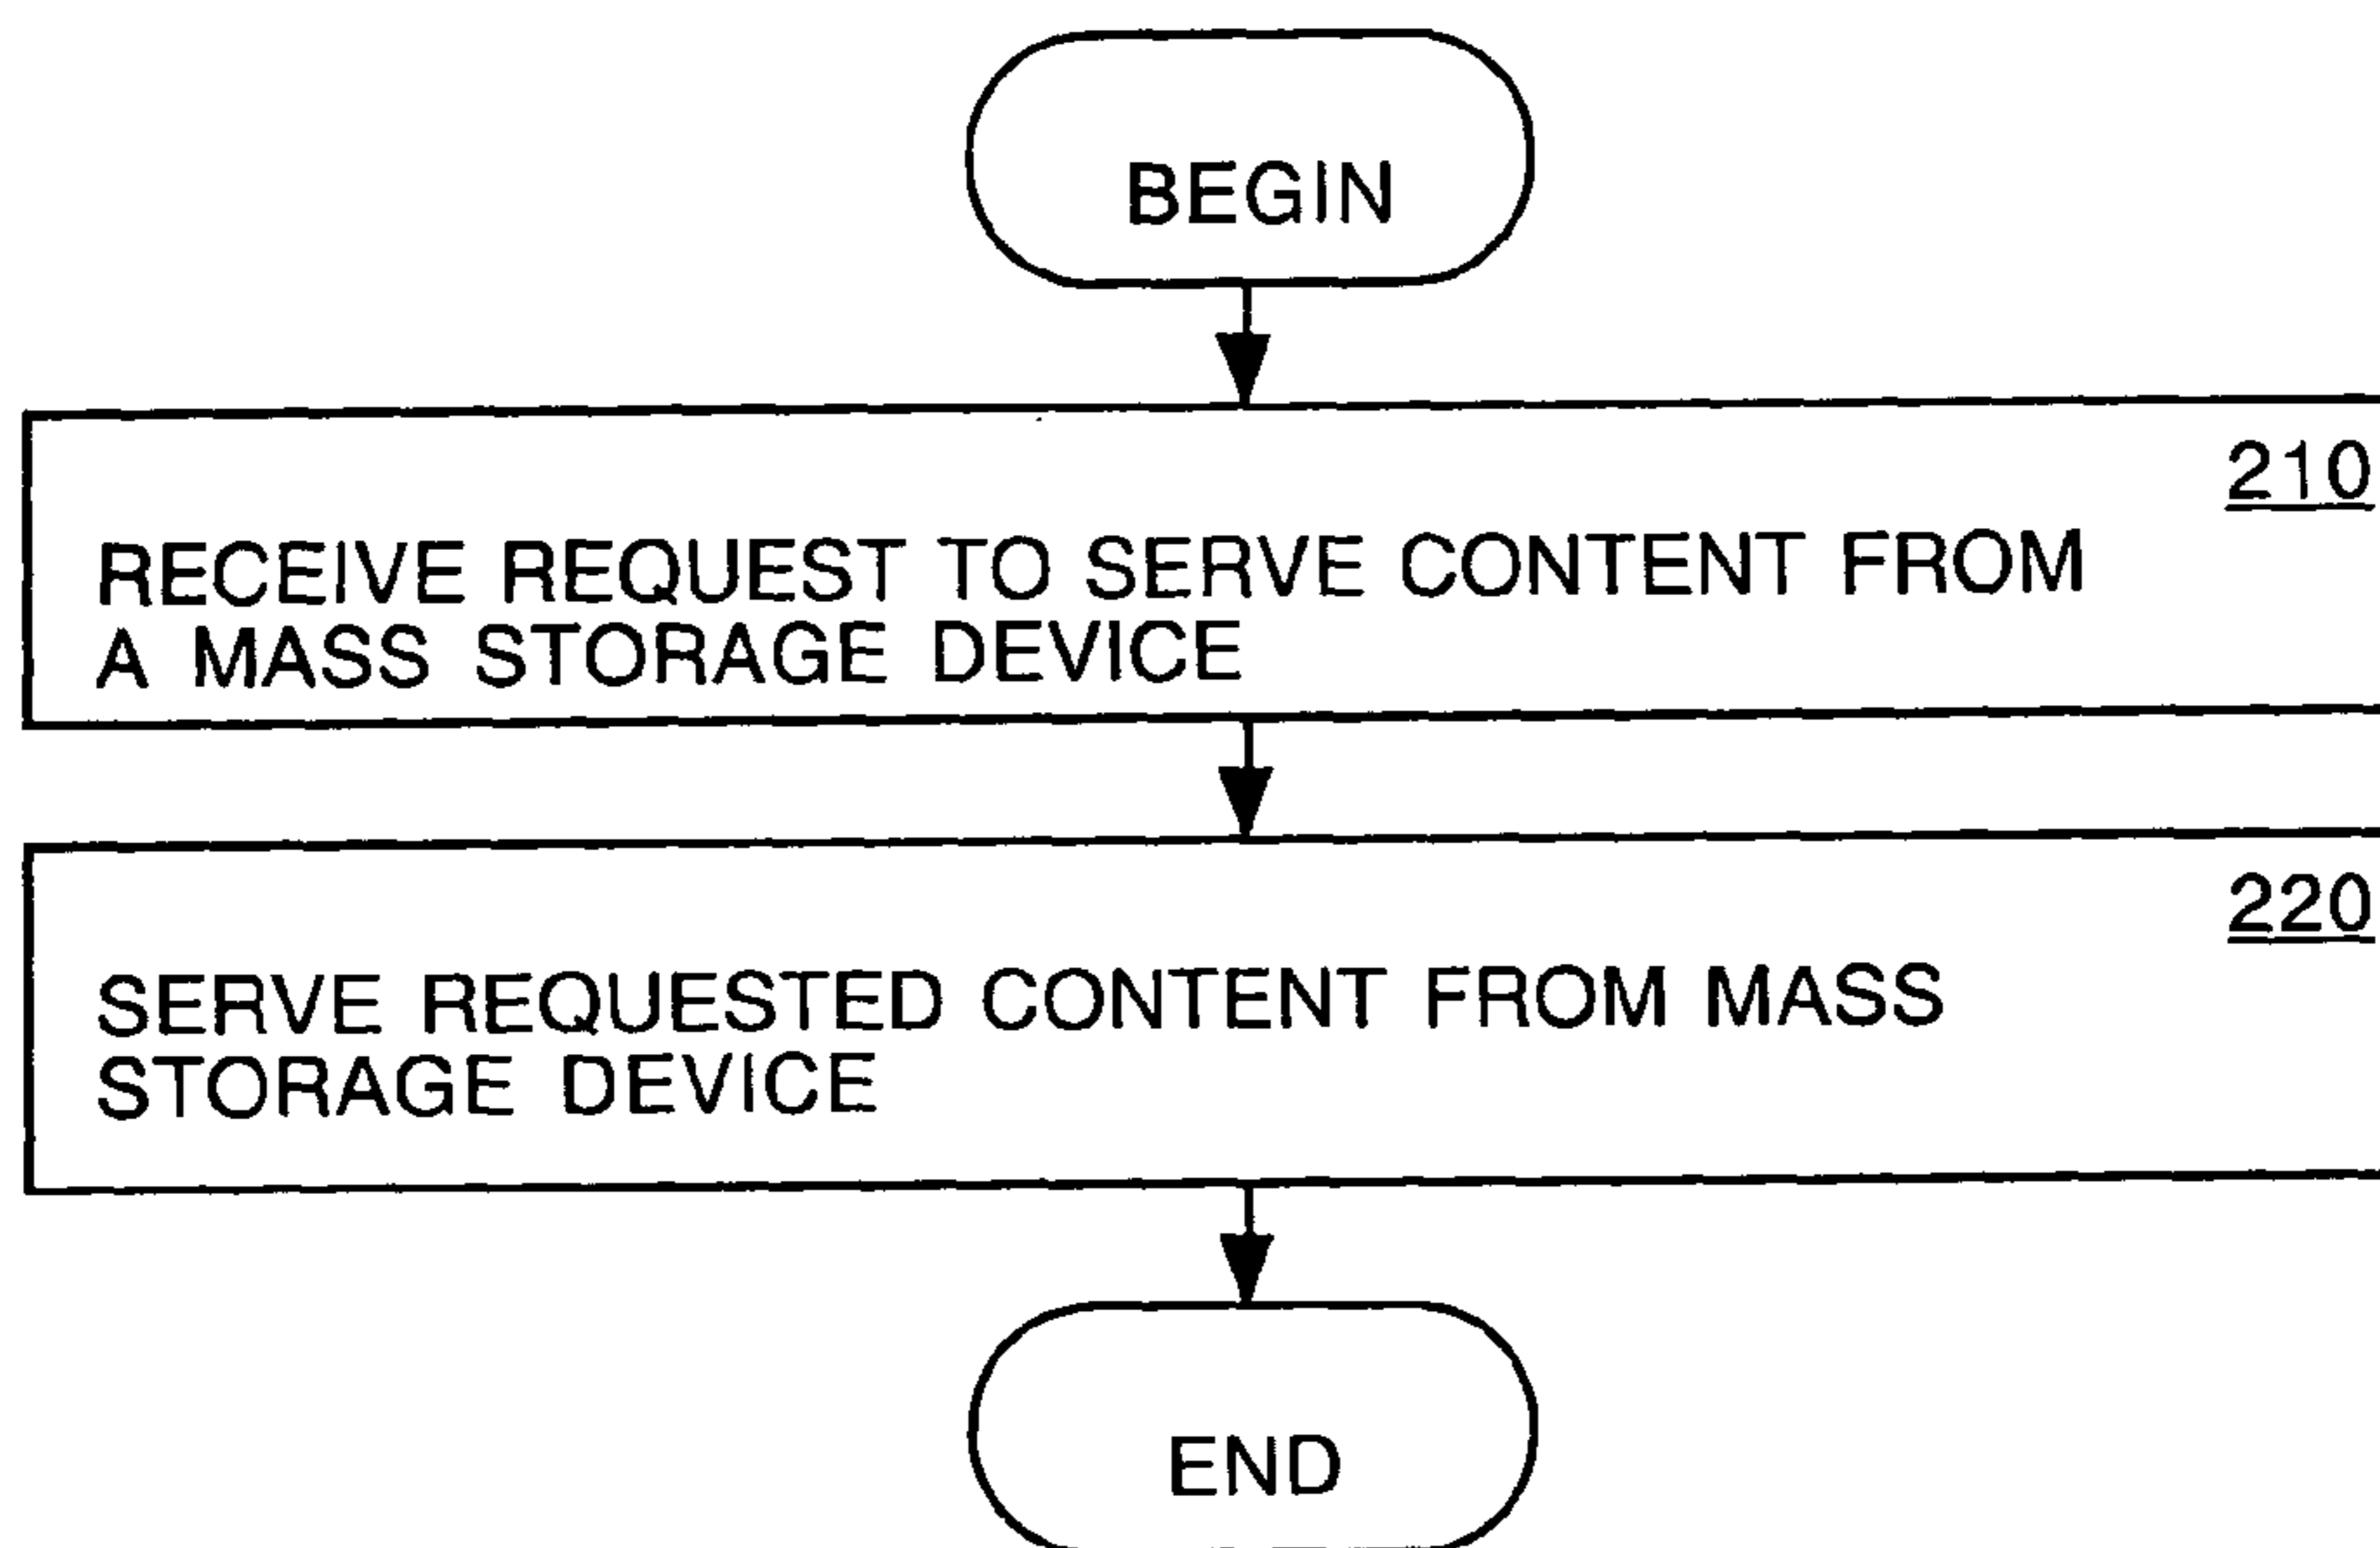 BEGIN
210
RECEIVE REQUEST TO SERVE CONTENT FROM
A MASS STORAGE DEVICE
220
SERVE REQUESTED CONTENT FROM MASS
STORAGE DEVICE
END